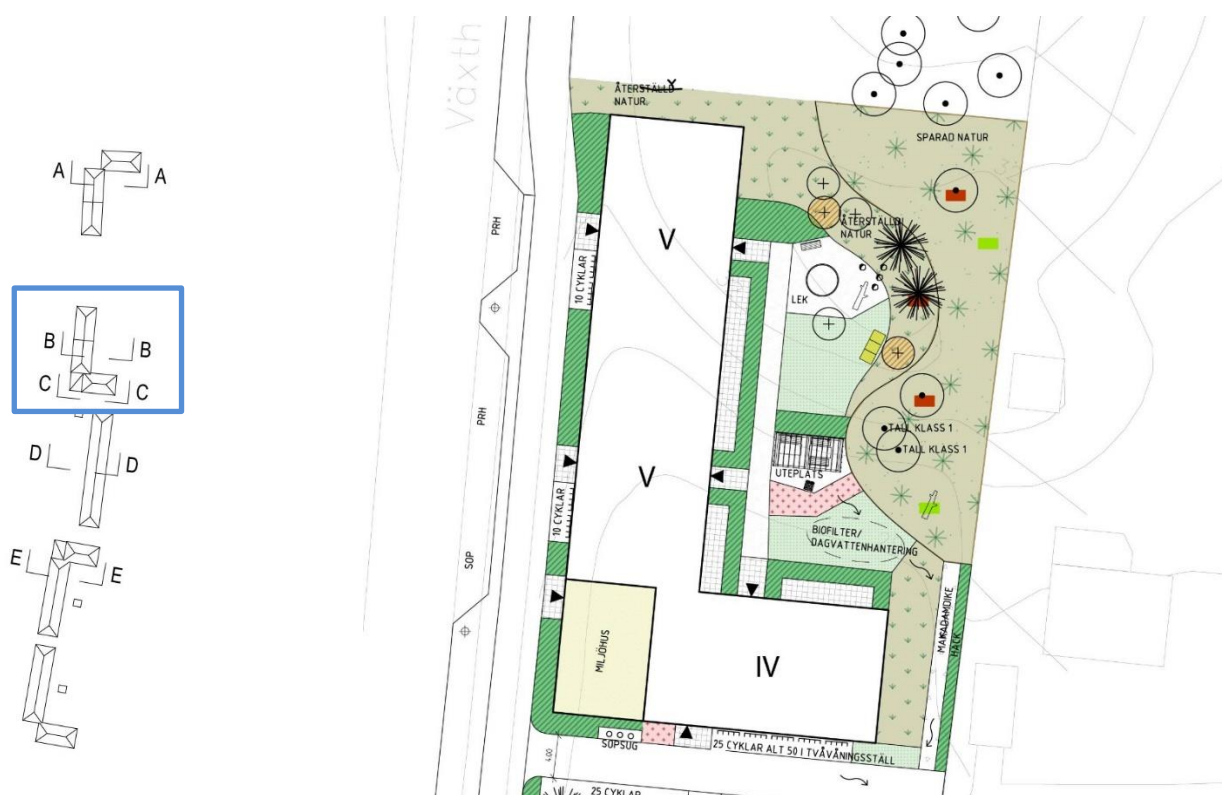 A
A
B
B
C
C
D
D
E
E
Växth
ÅTERSTÄLLD
NATUR
SPARAD NATUR
ÅTERSTÄLLD
NATUR
PRH
10 CYKLAR
V
LEK
PRH
TALL KLASS 1
TALL KLASS 1
V
UTEPLATS
10 CYKLAR
BIOFILTER/
DAGVATTENHANTERING
SOP
MAKADAMDIKE
HÄCK
MILJÖHUS
IV
SOPSUG
25 CYKLAR ALT 50 I TVÅVÅNINGSSTÄLL
4.00
25 CYKLAR